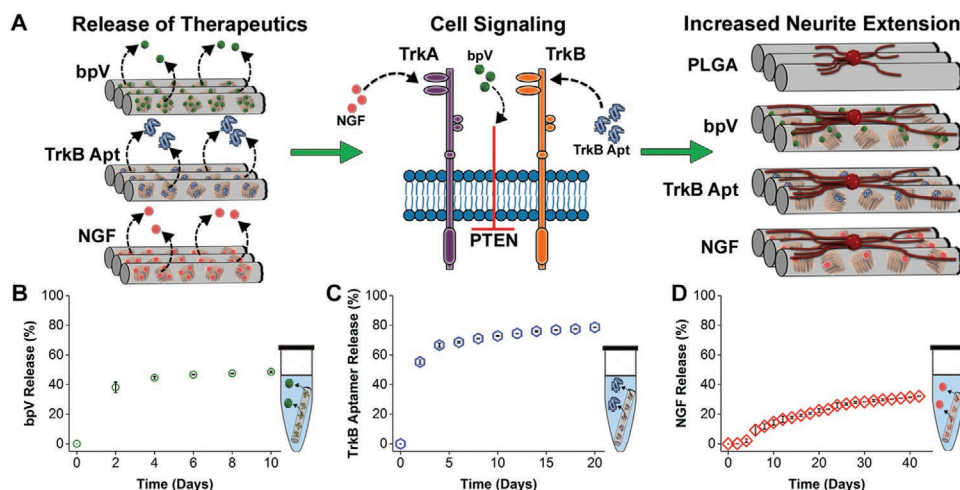 A
Release of Therapeutics
Cell Signaling
Increased Neurite Extension
bpV
TrkB Apt
NGF
TrkA
bpV
TrkB
NGF
TrkB Apt
PTEN
PLGA
bpV
TrkB Apt
NGF
B
bpV Release (%)
100
80
60
40
20
0
0 2 4 6 8 10
Time (Days)
C
TrkB Aptamer Release (%)
100
80
60
40
20
0
0 5 10 15 20
Time (Days)
D
NGF Release (%)
100
80
60
40
20
0
0 10 20 30 40
Time (Days)